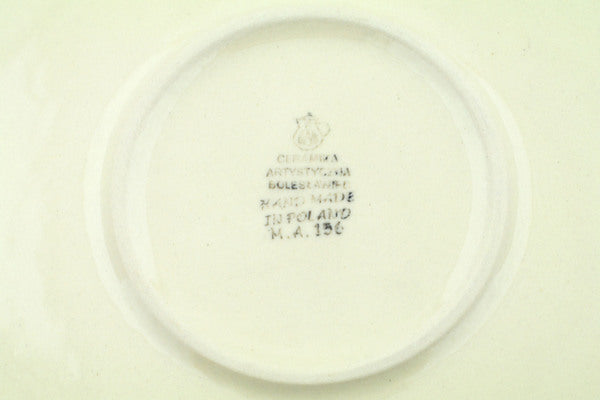 CERAMIKA
ARTYSTYCZNA
BOLESŁAWIEC
HAND MADE
IN POLAND
M.A. 156